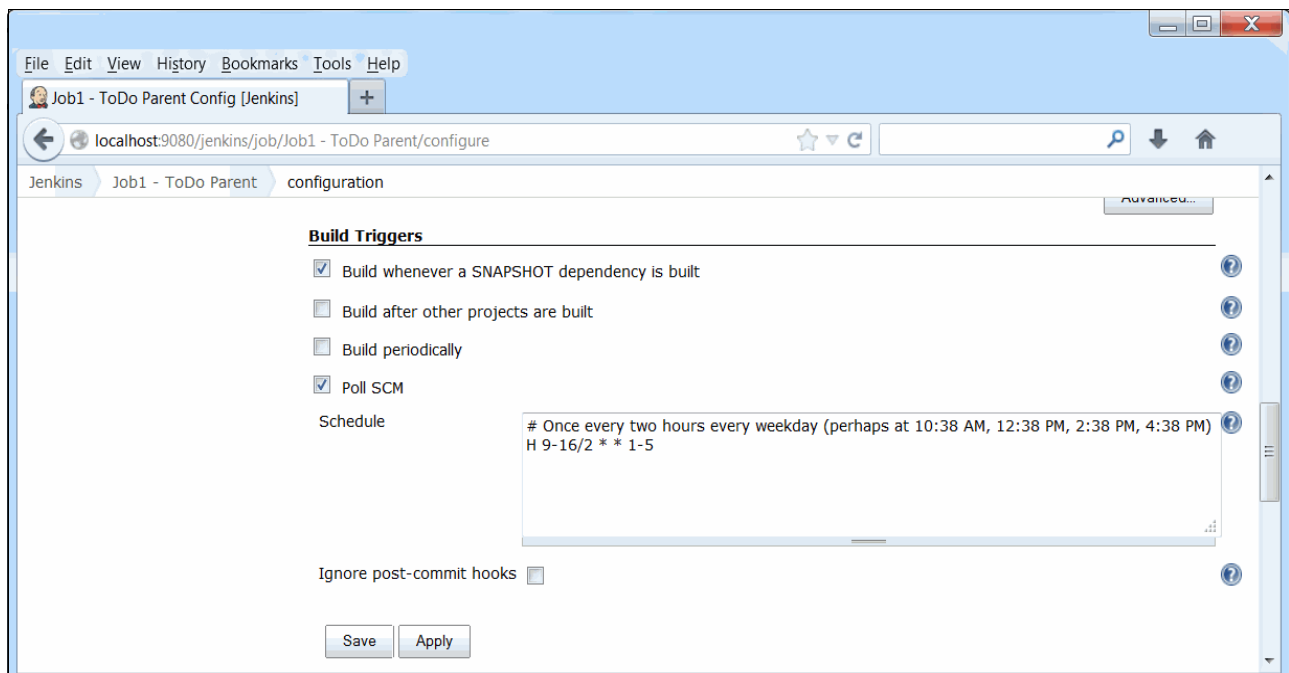 File Edit View History Bookmarks Tools Help
Job1 - ToDo Parent Config [Jenkins]
localhost:9080/jenkins/job/Job1 - ToDo Parent/configure
Jenkins Job1 - ToDo Parent configuration
Advanced...
Build Triggers
Build whenever a SNAPSHOT dependency is built
Build after other projects are built
Build periodically
Poll SCM
Schedule
# Once every two hours every weekday (perhaps at 10:38 AM, 12:38 PM, 2:38 PM, 4:38 PM)
H 9-16/2 * * 1-5
Ignore post-commit hooks
Save Apply